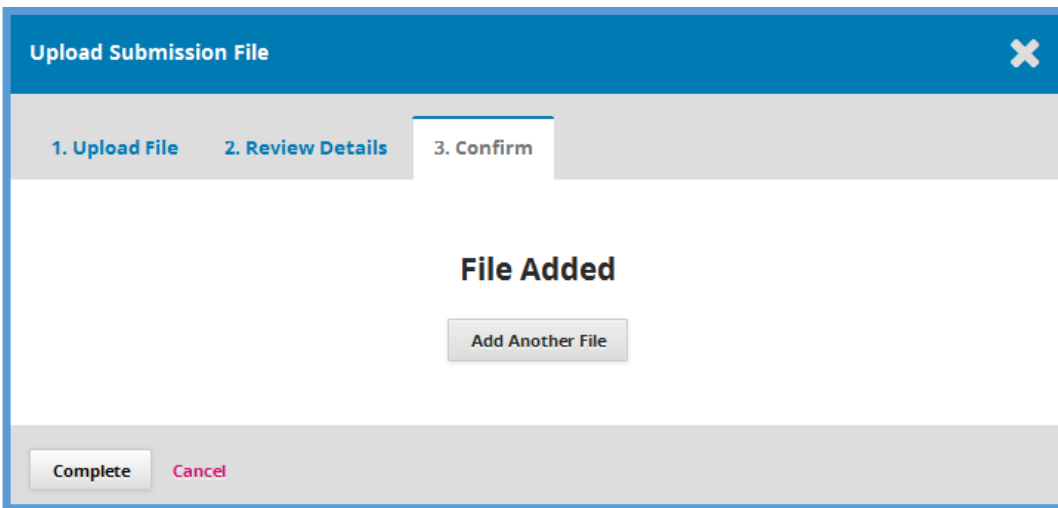 Upload Submission File
1. Upload File 2. Review Details 3. Confirm
File Added
Add Another File
Complete Cancel